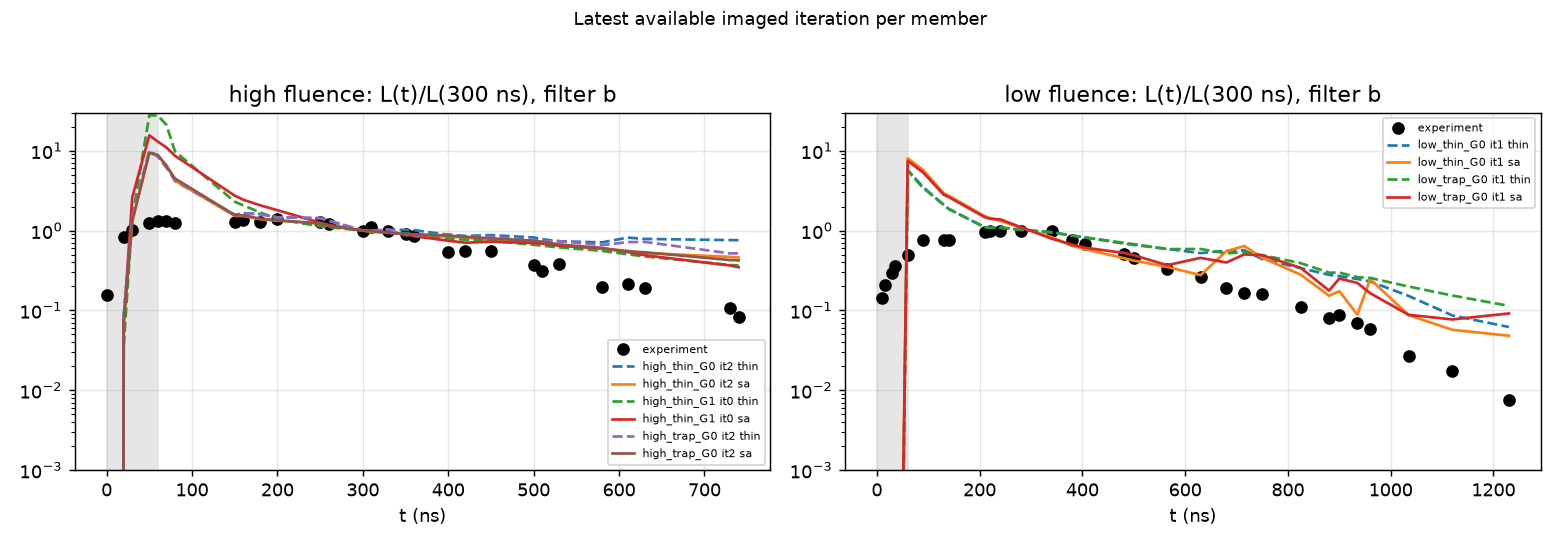 Latest available imaged iteration per member
high fluence: L(t)/L(300 ns), filter b
10¹
10⁰
10⁻¹
10⁻²
10⁻³
0 100 200 300 400 500 600 700
t (ns)
experiment
high_thin_G0 it2 thin
high_thin_G0 it2 sa
high_thin_G1 it0 thin
high_thin_G1 it0 sa
high_trap_G0 it2 thin
high_trap_G0 it2 sa
low fluence: L(t)/L(300 ns), filter b
10¹
10⁰
10⁻¹
10⁻²
10⁻³
0 200 400 600 800 1000 1200
t (ns)
experiment
low_thin_G0 it1 thin
low_thin_G0 it1 sa
low_trap_G0 it1 thin
low_trap_G0 it1 sa